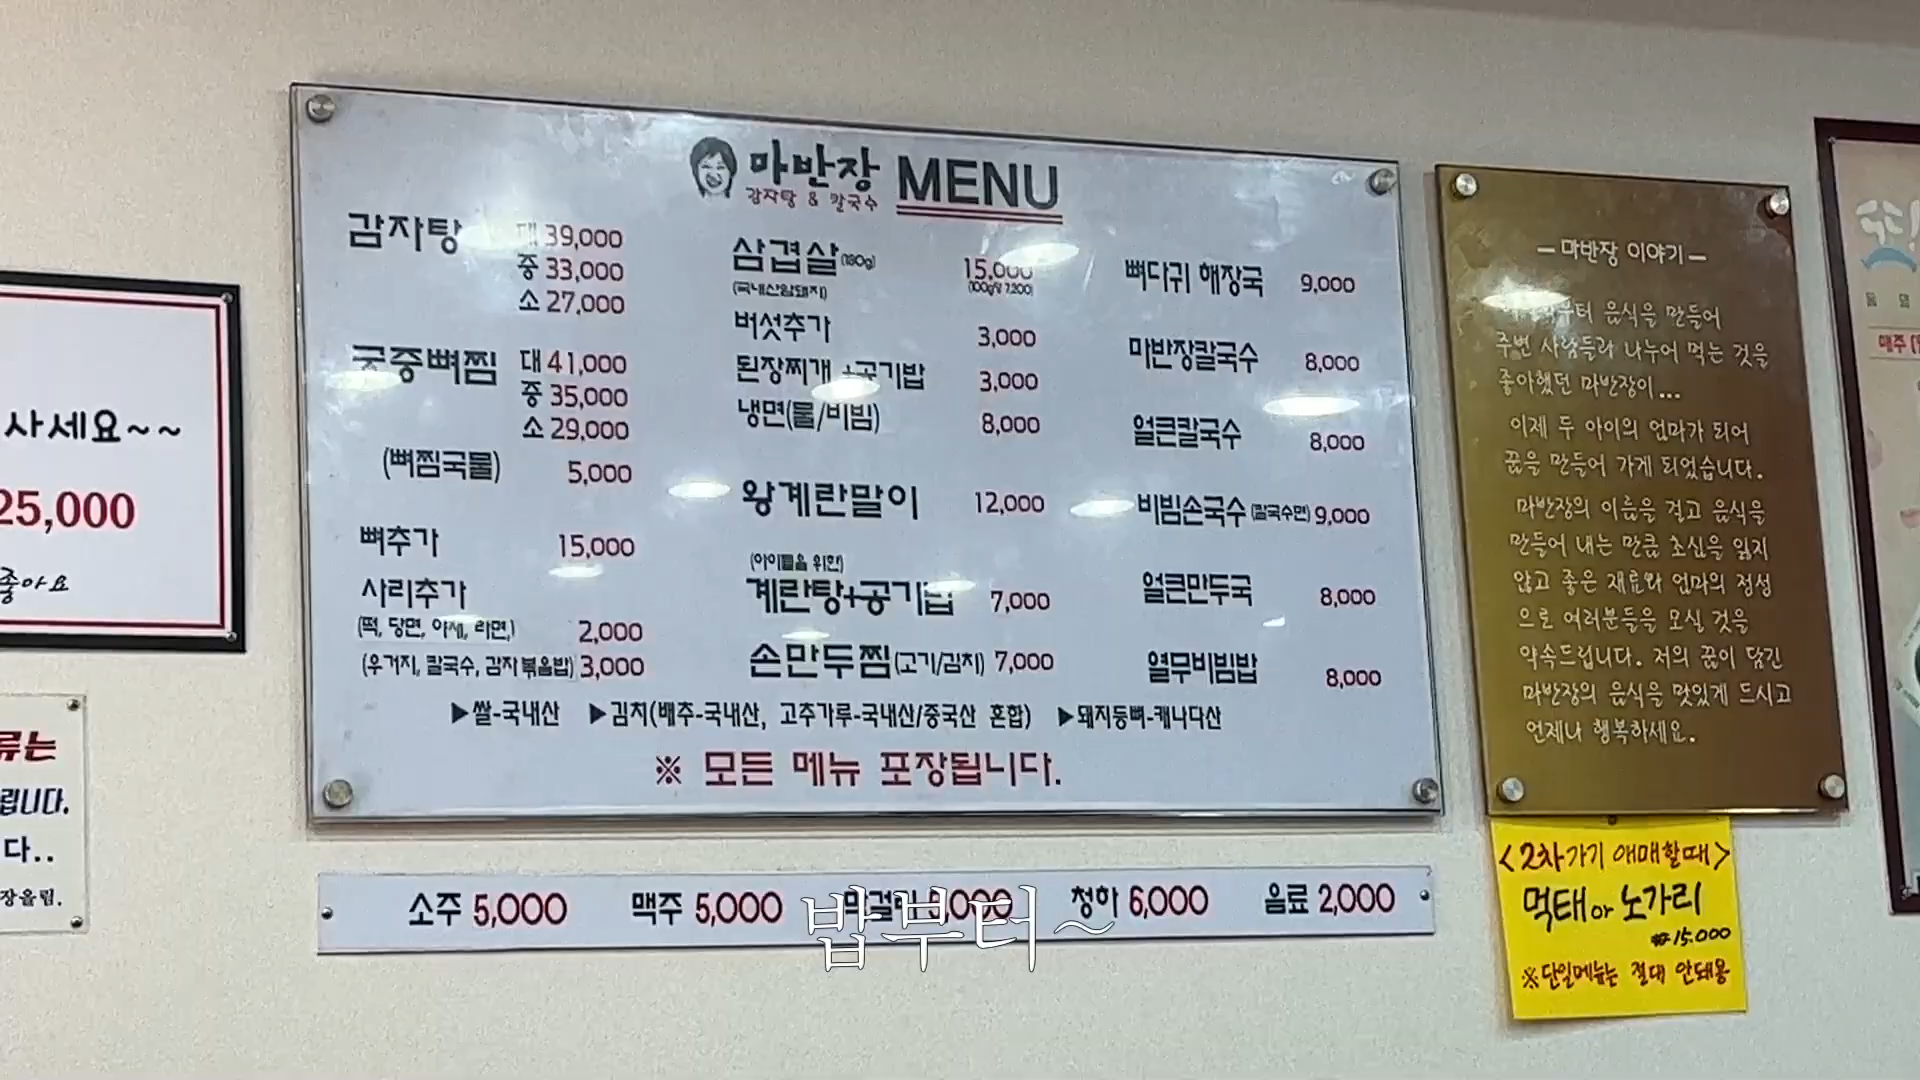 마반장 MENU
감자탕 & 칼국수
감자탕 대 39,000
중 33,000
소 27,000
궁중뼈찜 대 41,000
중 35,000
소 29,000
(뼈찜국물) 5,000
뼈추가 15,000
사리추가
(떡, 당면, 야채, 라면,) 2,000
(우거지, 칼국수, 감자볶음밥) 3,000
삼겹살(180g) 15,000
(국내산암돼지)
버섯추가 3,000
된장찌개+공기밥 3,000
냉면(물/비빔) 8,000
왕계란말이 12,000
(아이들을 위한)
계란탕+공기밥 7,000
손만두찜(고기/김치) 7,000
뼈다귀 해장국 9,000
마반장칼국수 8,000
얼큰칼국수 8,000
비빔손국수(칼국수면) 9,000
얼큰만두국 8,000
열무비빔밥 8,000
▶쌀-국내산 ▶김치(배추-국내산, 고추가루-국내산/중국산 혼합) ▶돼지등뼈-캐나다산
※ 모든 메뉴 포장됩니다.
소주 5,000 맥주 5,000 청하 6,000 음료 2,000
밥부터~
- 마반장 이야기 -
음식을 만들어
주변 사람들과 나누어 먹는 것을
좋아했던 마반장이...
이제 두 아이의 엄마가 되어
꿈을 만들어 가게 되었습니다.
마반장의 이름을 걸고 음식을
만들어 내는 만큼 초심을 잃지
않고 좋은 재료와 엄마의 정성
으로 여러분들을 모실 것을
약속드립니다. 저의 꿈이 담긴
마반장의 음식을 맛있게 드시고
언제나 행복하세요.
<2차가기 애매할때>
먹태 or 노가리
₩15.000
※단일메뉴는 절대 안돼용
사세요~~
25,000
좋아요
류는
립니다.
다..
장올림.
매주